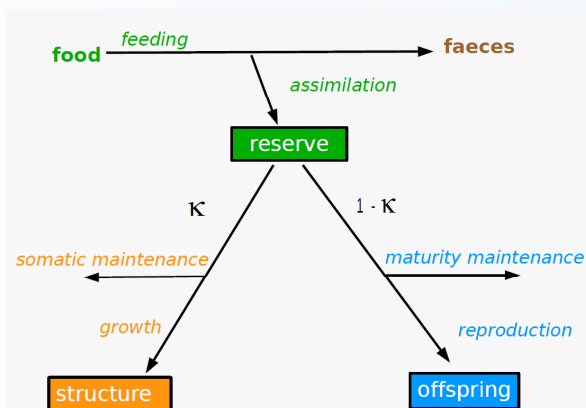 feeding
food
faeces
assimilation
reserve
κ
1 - κ
somatic maintenance
maturity maintenance
growth
reproduction
structure
offspring